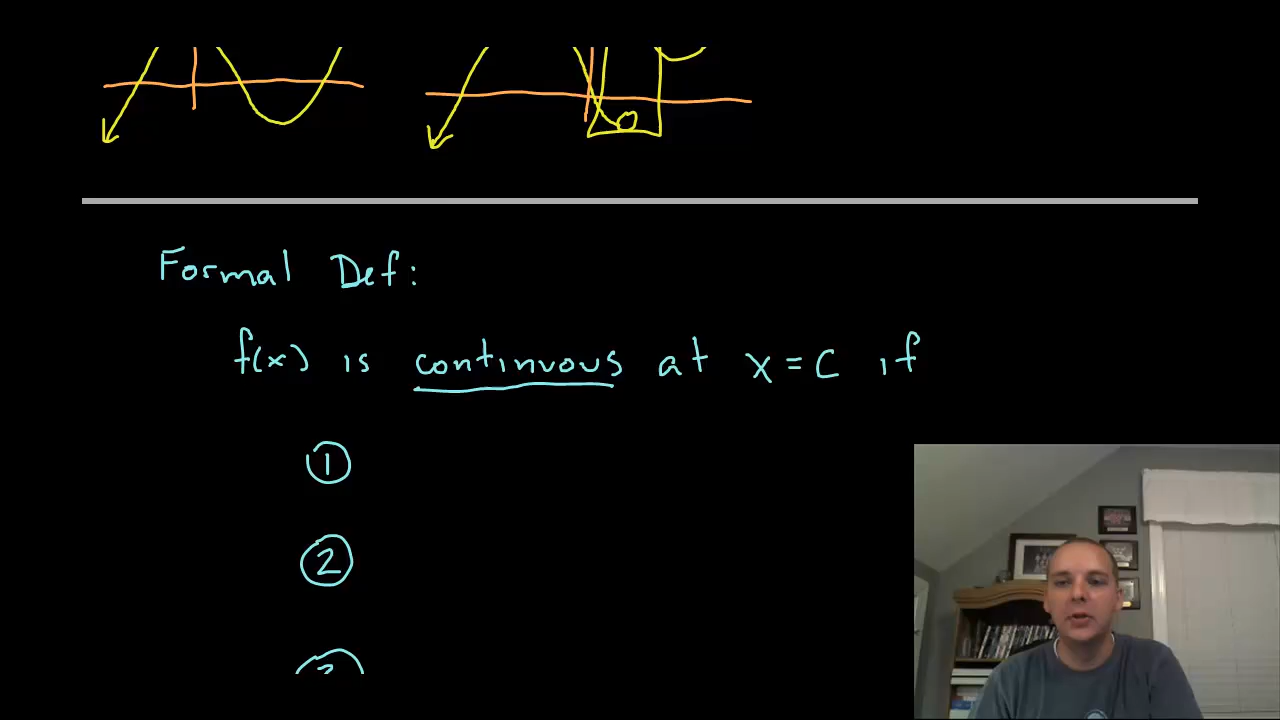 Formal Def:
f(x) is continuous at x = c if
①
②